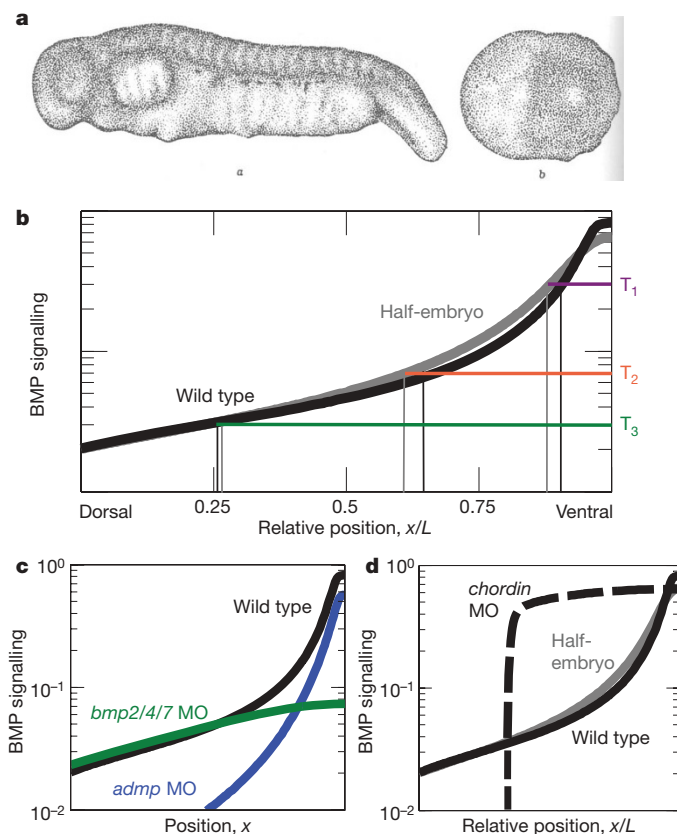 a
a
b
b
BMP signalling
Half-embryo
Wild type
T1
T2
T3
Dorsal
0.25
0.5
0.75
Ventral
Relative position, x/L
c
10^0
10^-1
10^-2
BMP signalling
Wild type
bmp2/4/7 MO
admp MO
Position, x
d
10^0
10^-1
10^-2
BMP signalling
chordin
MO
Half-
embryo
Wild type
Relative position, x/L